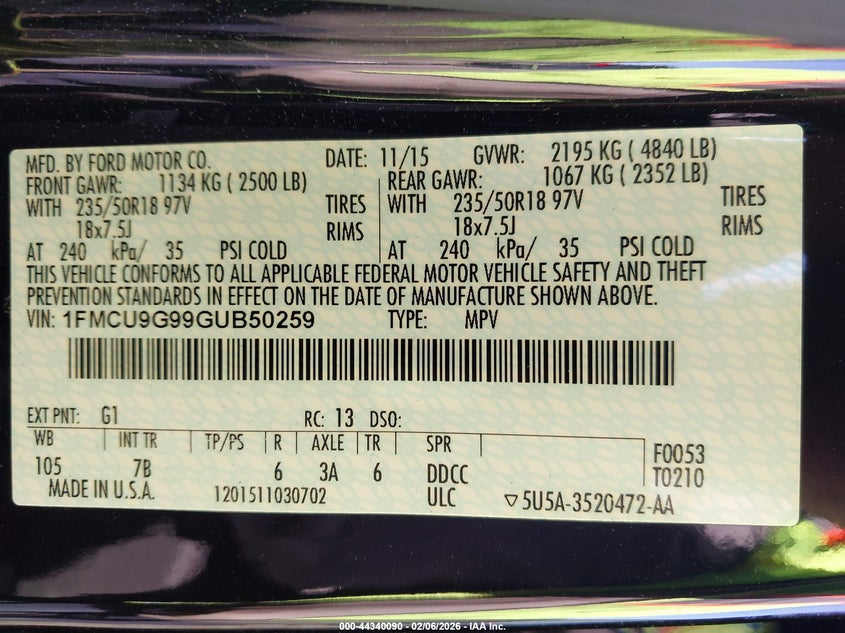 MFD. BY FORD MOTOR CO. DATE: 11/15 GVWR: 2195 KG ( 4840 LB)
FRONT GAWR: 1134 KG ( 2500 LB) REAR GAWR: 1067 KG ( 2352 LB)
WITH 235/50R18 97V TIRES WITH 235/50R18 97V TIRES
18x7.5J RIMS 18x7.5J RIMS
AT 240 kPa/ 35 PSI COLD AT 240 kPa/ 35 PSI COLD
THIS VEHICLE CONFORMS TO ALL APPLICABLE FEDERAL MOTOR VEHICLE SAFETY AND THEFT
PREVENTION STANDARDS IN EFFECT ON THE DATE OF MANUFACTURE SHOWN ABOVE.
VIN: 1FMCU9G99GUB50259 TYPE: MPV
EXT PNT: G1 RC: 13 DSO:
WB INT TR TP/PS R AXLE TR SPR F0053
105 7B 6 3A 6 DDCC T0210
MADE IN U.S.A. 1201511030702 ULC ▽5U5A-3520472-AA
000-44340090 - 02/06/2026 - IAA Inc.